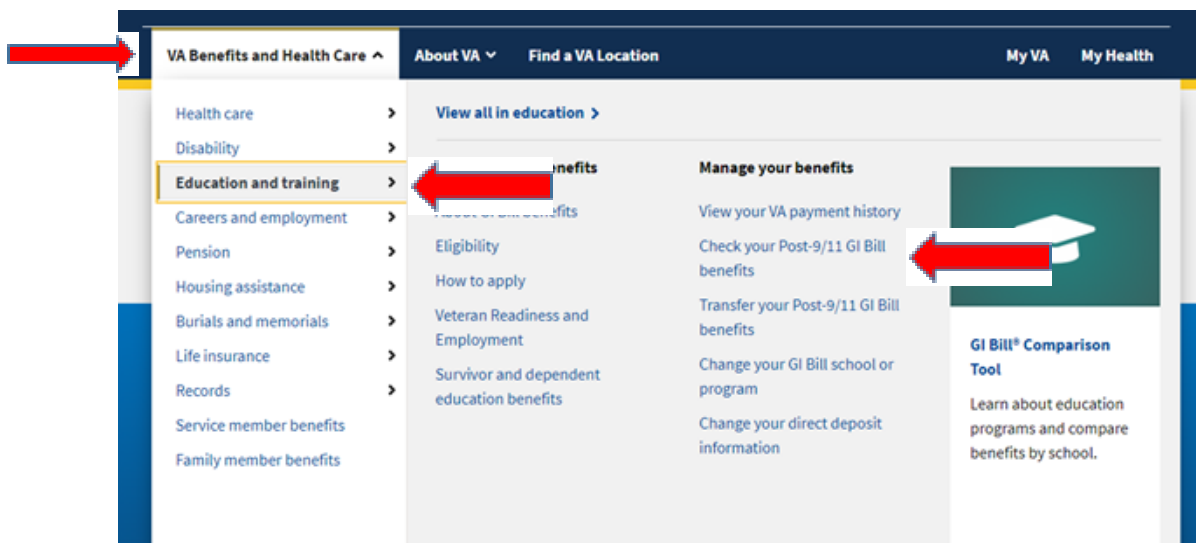 VA Benefits and Health Care
About VA
Find a VA Location
My VA
My Health
Health care
Disability
Education and training
Careers and employment
Pension
Housing assistance
Burials and memorials
Life insurance
Records
Service member benefits
Family member benefits
View all in education
About GI Bill benefits
Eligibility
How to apply
Veteran Readiness and
Employment
Survivor and dependent
education benefits
Manage your benefits
View your VA payment history
Check your Post-9/11 GI Bill
benefits
Transfer your Post-9/11 GI Bill
benefits
Change your GI Bill school or
program
Change your direct deposit
information
GI Bill® Comparison
Tool
Learn about education
programs and compare
benefits by school.